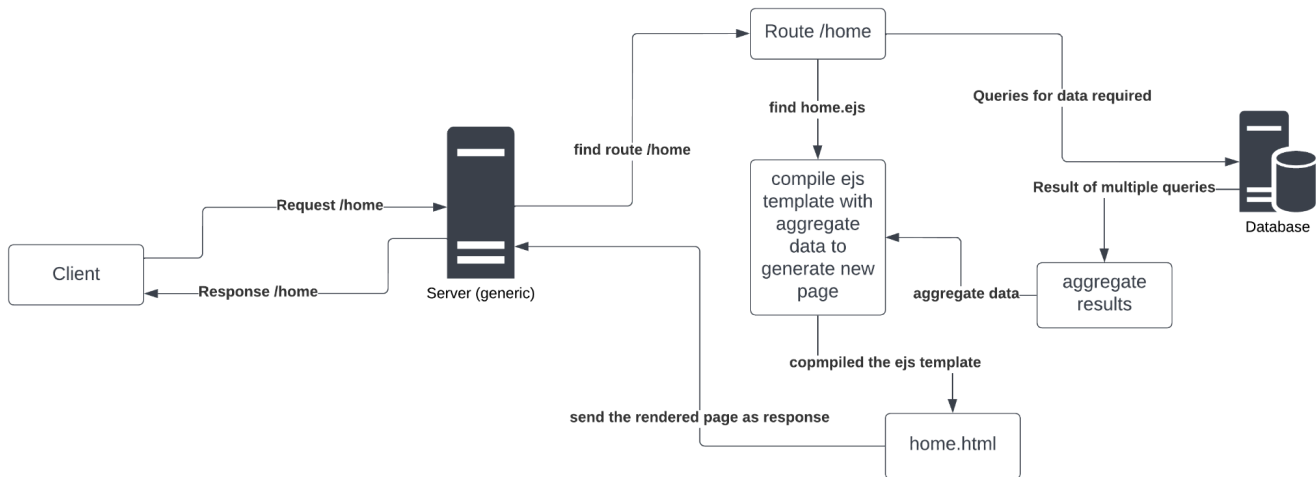 Route /home
Queries for data required
find home.ejs
find route /home
compile ejs
template with
aggregate
data to
generate new
page
Result of multiple queries
Database
Request /home
Client
Response /home
Server (generic)
aggregate data
aggregate
results
copmpiled the ejs template
send the rendered page as response
home.html